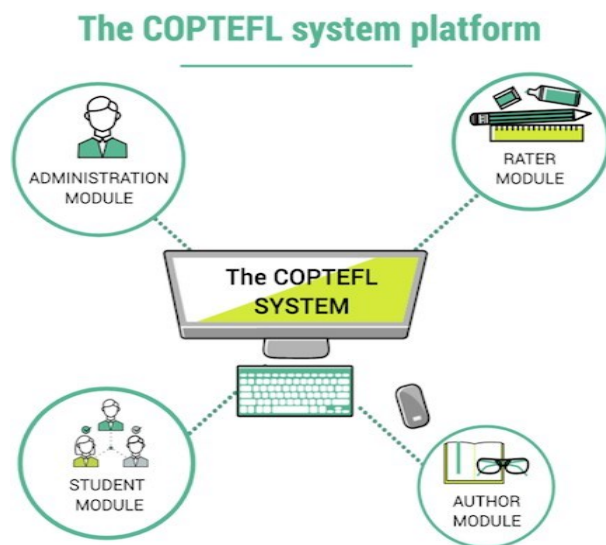 The COPTEFL system platform
ADMINISTRATION
MODULE
RATER
MODULE
The COPTEFL
SYSTEM
STUDENT
MODULE
AUTHOR
MODULE